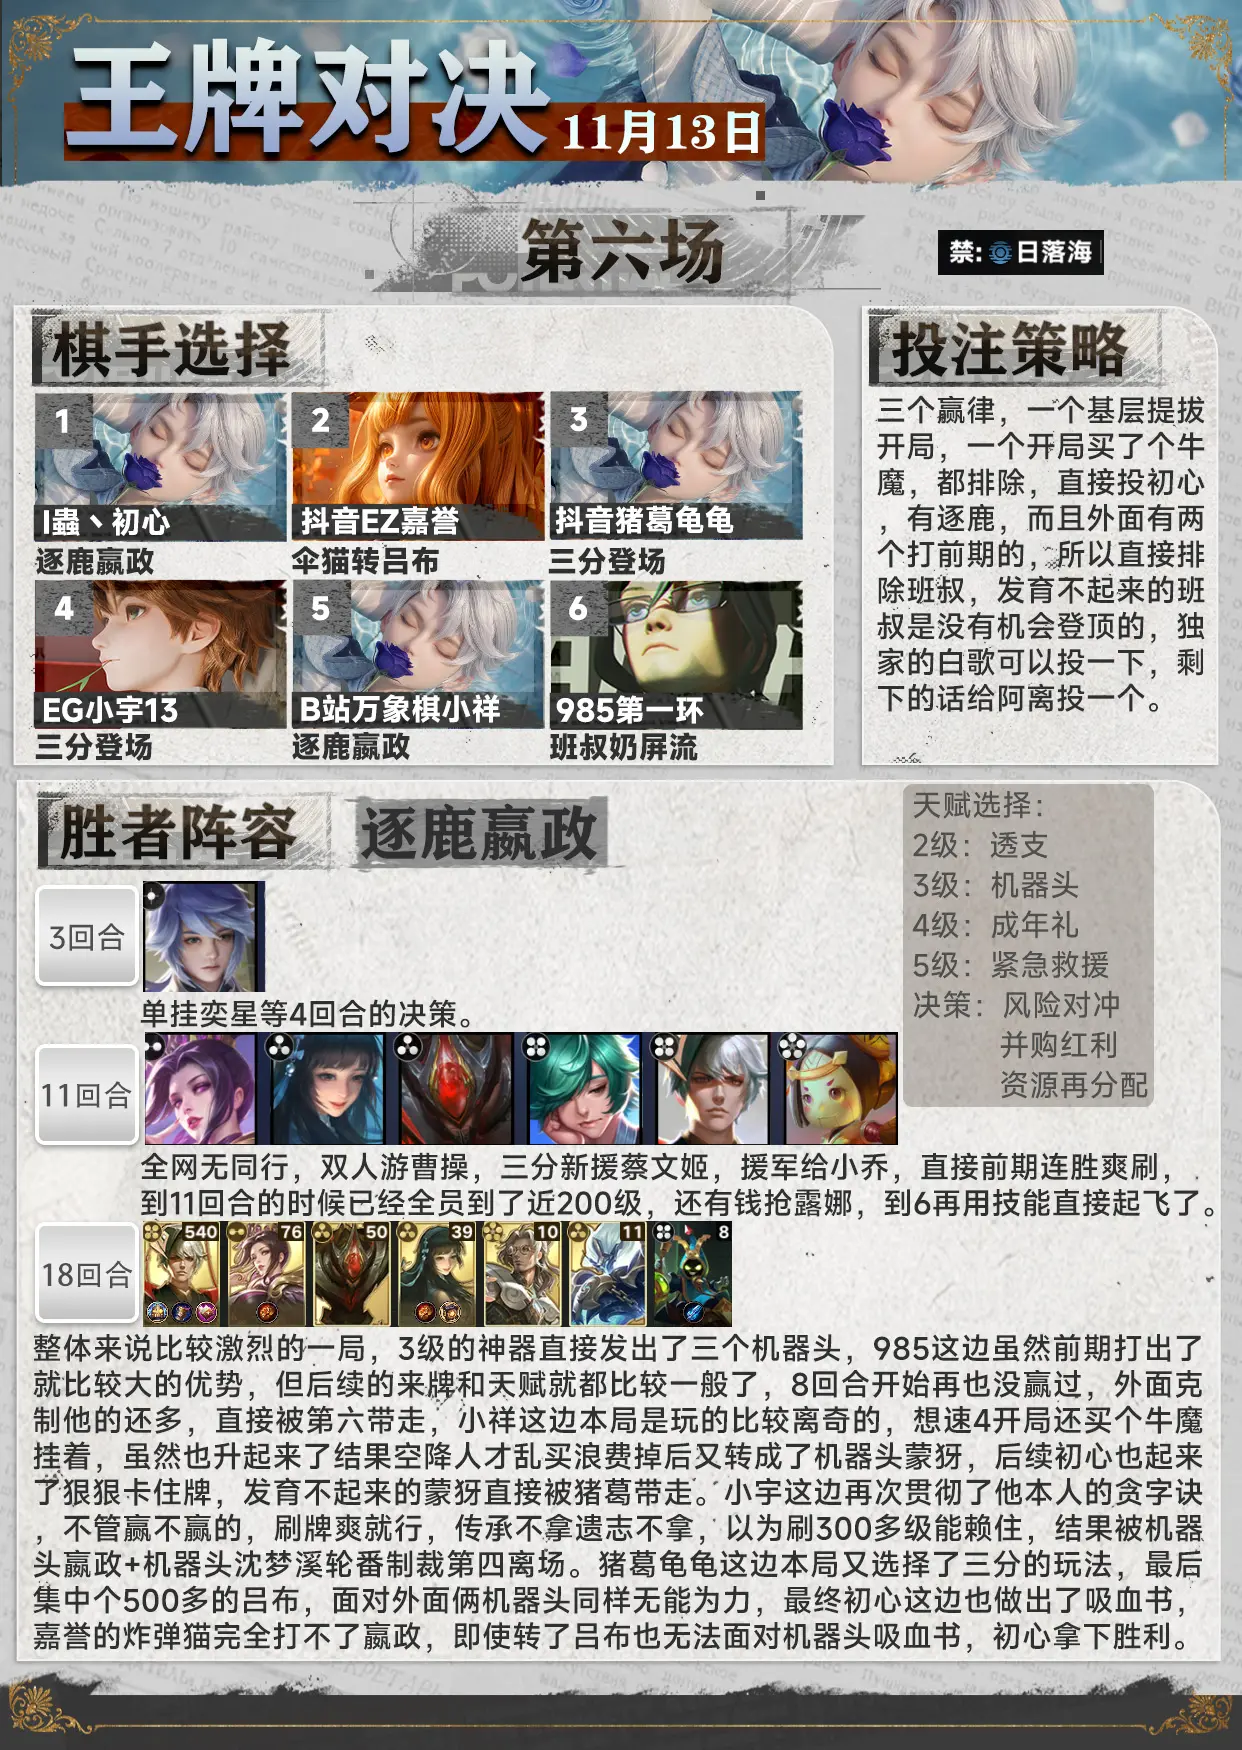 王牌对决
11月13日
第六场
禁:日落海
棋手选择
1
I蠱丶初心
逐鹿嬴政
2
抖音EZ嘉誉
伞猫转吕布
3
抖音猪葛龟龟
三分登场
4
EG小宇13
三分登场
5
B站万象棋小祥
逐鹿嬴政
6
985第一环
班叔奶屏流
投注策略
三个赢律，一个基层提拔
开局，一个开局买了个牛
魔，都排除，直接投初心
，有逐鹿，而且外面有两
个打前期的，所以直接排
除班叔，发育不起来的班
叔是没有机会登顶的，独
家的白歌可以投一下，剩
下的话给阿离投一个。
胜者阵容
逐鹿嬴政
天赋选择：
2级：透支
3级：机器头
4级：成年礼
5级：紧急救援
决策：风险对冲
并购红利
资源再分配
3回合
单挂奕星等4回合的决策。
11回合
全网无同行，双人游曹操，三分新援蔡文姬，援军给小乔，直接前期连胜爽刷，
到11回合的时候已经全员到了近200级，还有钱抢露娜，到6再用技能直接起飞了。
18回合
540 76 50 39 10 11 8
整体来说比较激烈的一局，3级的神器直接发出了三个机器头，985这边虽然前期打出了
就比较大的优势，但后续的来牌和天赋就都比较一般了，8回合开始再也没赢过，外面克
制他的还多，直接被第六带走，小祥这边本局是玩的比较离奇的，想速4开局还买个牛魔
挂着，虽然也升起来了结果空降人才乱买浪费掉后又转成了机器头蒙犽，后续初心也起来
了狠狠卡住牌，发育不起来的蒙犽直接被猪葛带走。小宇这边再次贯彻了他本人的贪字诀
，不管赢不赢的，刷牌爽就行，传承不拿遗志不拿，以为刷300多级能赖住，结果被机器
头嬴政+机器头沈梦溪轮番制裁第四离场。猪葛龟龟这边本局又选择了三分的玩法，最后
集中个500多的吕布，面对外面俩机器头同样无能为力，最终初心这边也做出了吸血书，
嘉誉的炸弹猫完全打不了嬴政，即使转了吕布也无法面对机器头吸血书，初心拿下胜利。